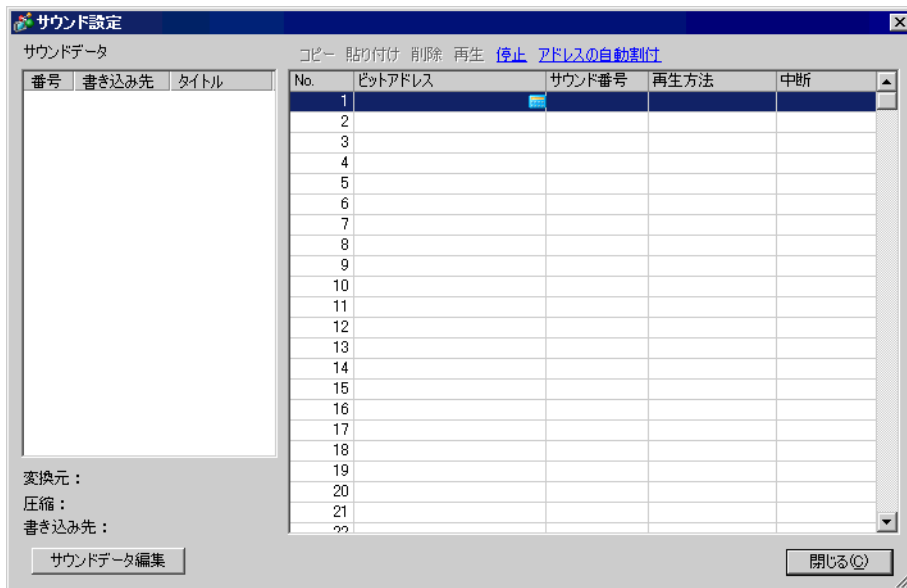 サウンド設定
サウンドデータ
コピー 貼り付け 削除 再生 停止 アドレスの自動割付
番号 書き込み先 タイトル
No. ビットアドレス サウンド番号 再生方法 中断
1
2
3
4
5
6
7
8
9
10
11
12
13
14
15
16
17
18
19
20
21
22
変換元：
圧縮：
書き込み先：
サウンドデータ編集
閉じる(C)